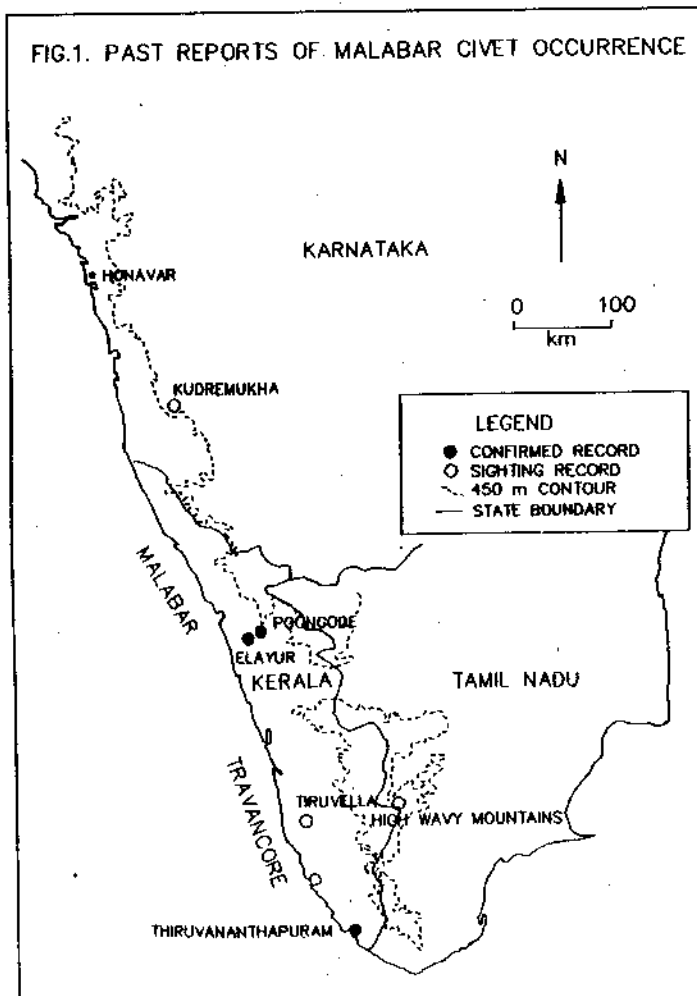 FIG.1. PAST REPORTS OF MALABAR CIVET OCCURRENCE
N
KARNATAKA
HONAVAR
0 100
km
KUDREMUKHA
LEGEND
CONFIRMED RECORD
SIGHTING RECORD
450 m CONTOUR
STATE BOUNDARY
MALABAR
POONGODE
ELAYUR
KERALA
TAMIL NADU
TRAVANCORE
TIRUVELLA
HIGH WAVY MOUNTAINS
THIRUVANANTHAPURAM